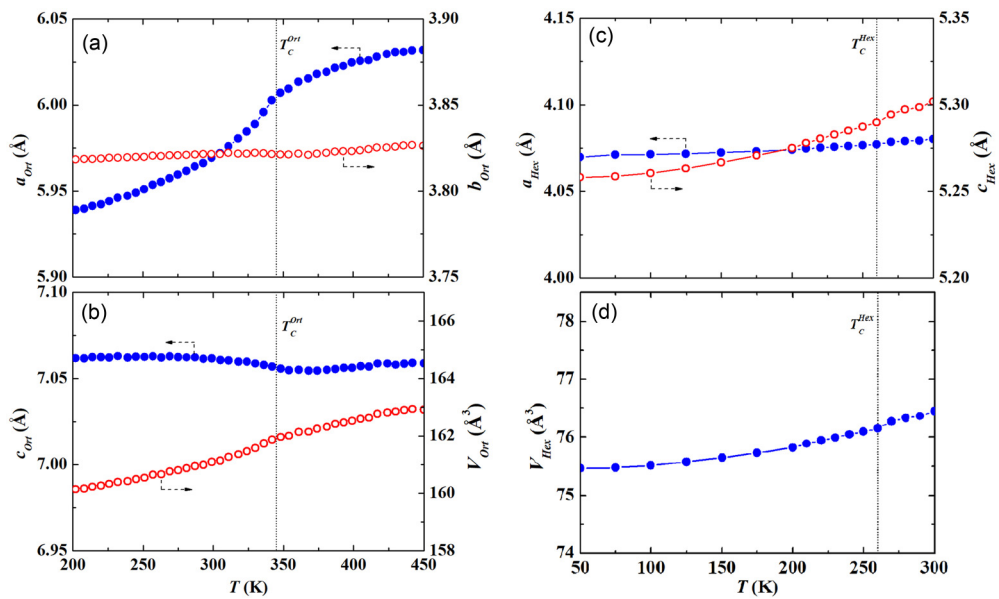 (a)
6.05
6.00
5.95
5.90
a_Ort (Å)
T_C^Ort
3.90
3.85
3.80
3.75
b_Ort (Å)
(b)
7.10
7.05
7.00
6.95
c_Ort (Å)
T_C^Ort
166
164
162
160
158
V_Ort (Å³)
200 250 300 350 400 450
T (K)
(c)
4.15
4.10
4.05
4.00
a_Hex (Å)
T_C^Hex
5.35
5.30
5.25
5.20
c_Hex (Å)
(d)
78
77
76
75
74
V_Hex (Å³)
T_C^Hex
50 100 150 200 250 300
T (K)